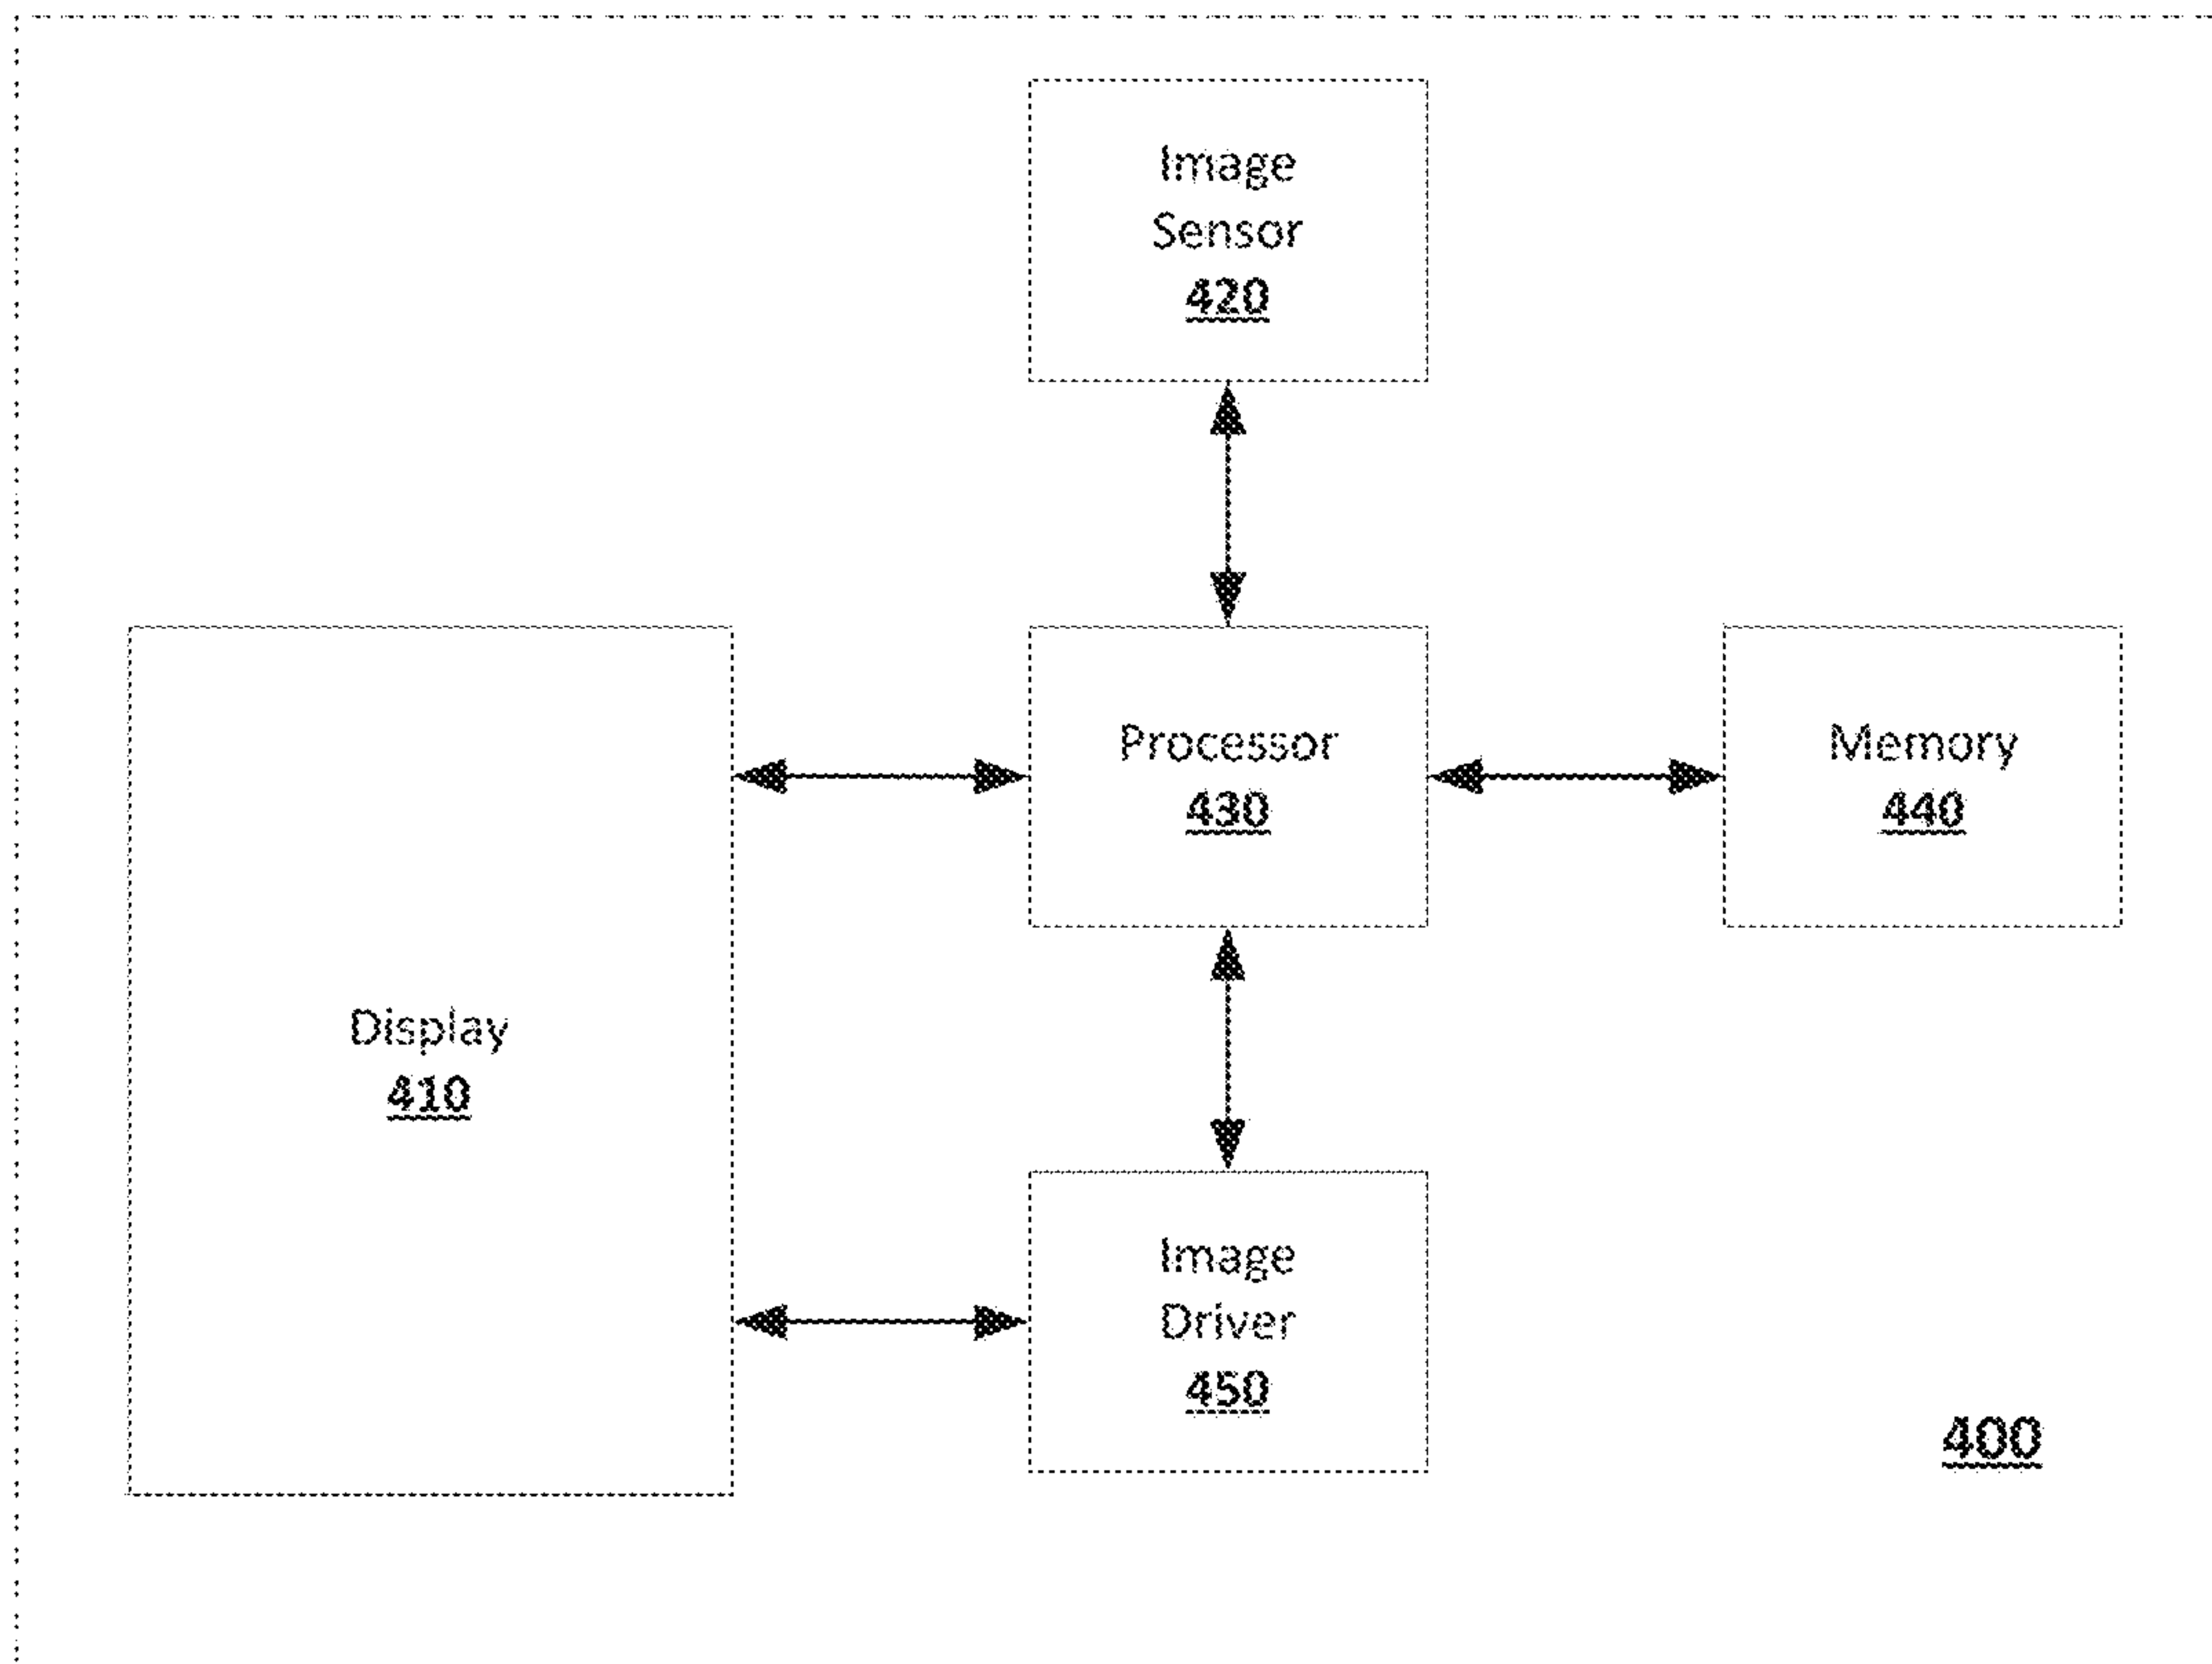 Image
Sensor
420
Processor
430
Memory
440
Display
410
Image
Driver
450
400